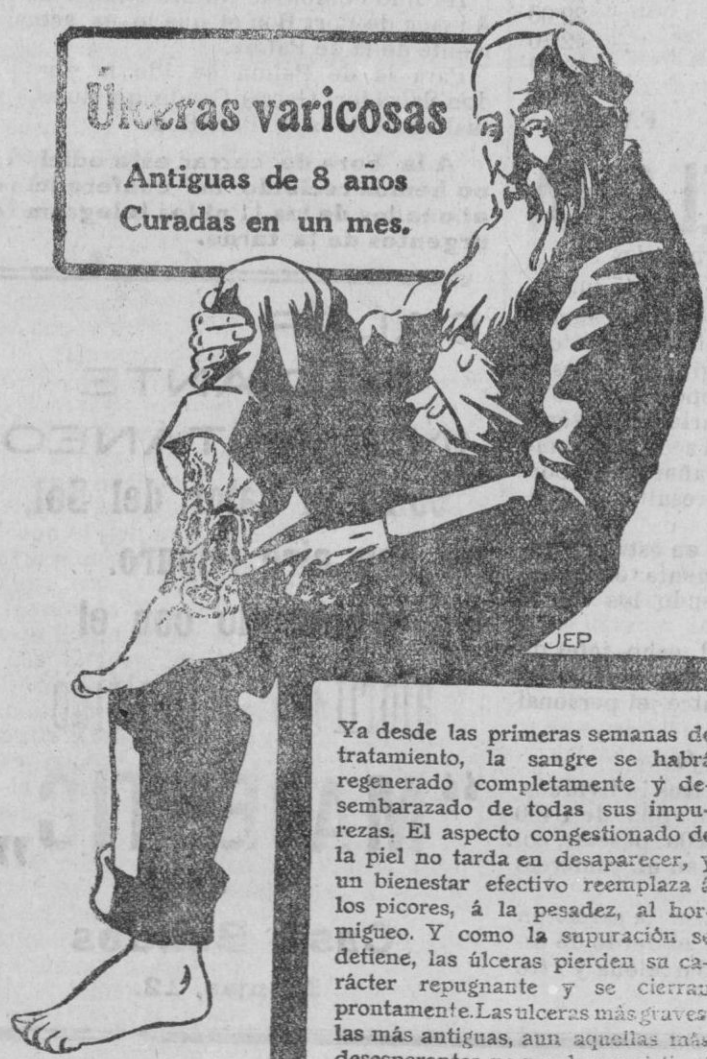 Úlceras varicosas
Antiguas de 8 años
Curadas en un mes.
JEP
Ya desde las primeras semanas de
tratamiento, la sangre se habrá
regenerado completamente y de-
sembarazado de todas sus impu-
rezas. El aspecto congestionado de
la piel no tarda en desaparecer, y
un bienestar efectivo reemplaza á
los picores, á la pesadez, al hor-
migueo. Y como la supuración se
detiene, las úlceras pierden su ca-
rácter repugnante y se cierran
prontamente. Las ulceras más graves,
las más antiguas, aun aquellas más